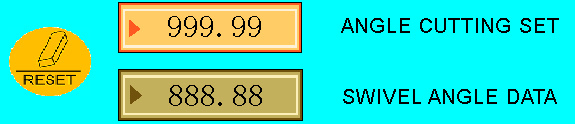 999.99 ANGLE CUTTING SET
RESET
888.88 SWIVEL ANGLE DATA